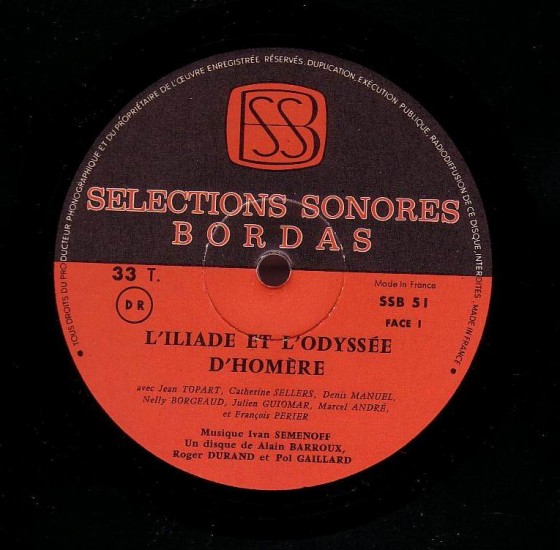 TOUS DROITS DU PRODUCTEUR PHONOGRAPHIQUE ET DU PROPRIÉTAIRE DE L'ŒUVRE ENREGISTRÉE RÉSERVÉS. DUPLICATION, EXÉCUTION PUBLIQUE, RADIODIFFUSION DE CE DISQUE INTERDITES. MADE IN FRANCE
SSB
SELECTIONS SONORES
BORDAS
33 T.
Made in France
SSB 51
DR
FACE 1
L'ILIADE ET L'ODYSSÉE
D'HOMÈRE
avec Jean TOPART, Catherine SELLERS, Denis MANUEL,
Nelly BORGEAUD, Julien GUIOMAR, Marcel ANDRÉ,
et François PERIER
Musique Ivan SEMENOFF
Un disque de Alain BARROUX,
Roger DURAND et Pol GAILLARD